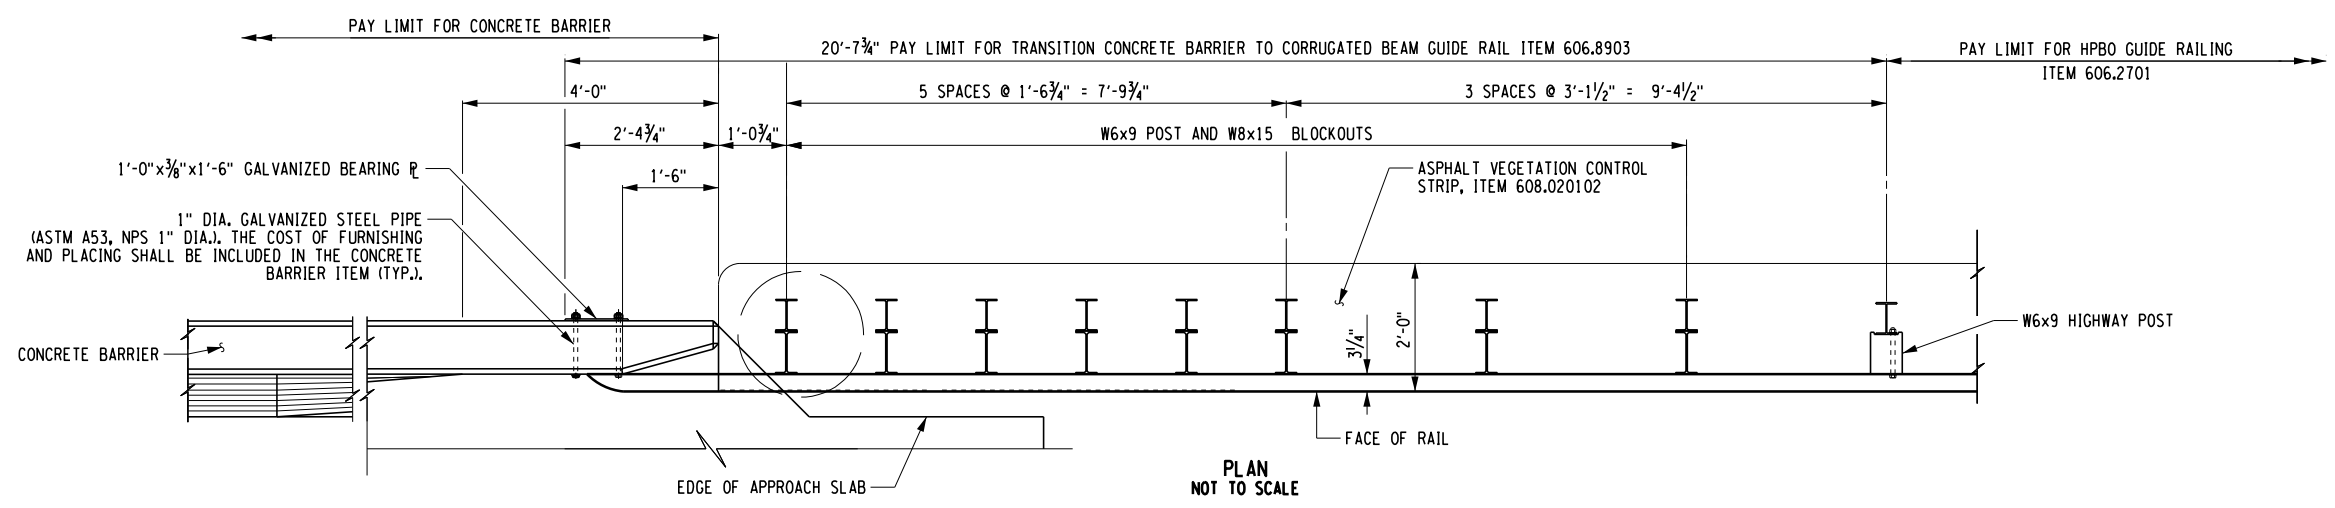 PAY LIMIT FOR CONCRETE BARRIER
20'-7¾" PAY LIMIT FOR TRANSITION CONCRETE BARRIER TO CORRUGATED BEAM GUIDE RAIL ITEM 606.8903
PAY LIMIT FOR HPBO GUIDE RAILING
ITEM 606.2701
4'-0"
5 SPACES @ 1'-6¾" = 7'-9¾"
3 SPACES @ 3'-1½" = 9'-4½"
2'-4¾"
1'-0¾"
W6x9 POST AND W8x15 BLOCKOUTS
1'-0"x⅜"x1'-6" GALVANIZED BEARING ℄
1'-6"
ASPHALT VEGETATION CONTROL
STRIP, ITEM 608.020102
1" DIA. GALVANIZED STEEL PIPE
(ASTM A53, NPS 1" DIA.). THE COST OF FURNISHING
AND PLACING SHALL BE INCLUDED IN THE CONCRETE
BARRIER ITEM (TYP.).
CONCRETE BARRIER
3¼"
2'-0"
W6x9 HIGHWAY POST
FACE OF RAIL
EDGE OF APPROACH SLAB
PLAN
NOT TO SCALE